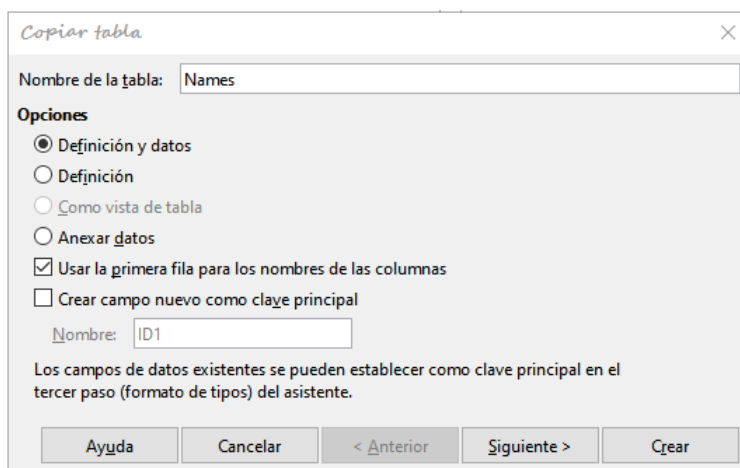 Copiar tabla
Nombre de la tabla: Names
Opciones
Definición y datos
Definición
Como vista de tabla
Anexar datos
Usar la primera fila para los nombres de las columnas
Crear campo nuevo como clave principal
Nombre: ID1
Los campos de datos existentes se pueden establecer como clave principal en el
tercer paso (formato de tipos) del asistente.
Ayuda Cancelar < Anterior Siguiente > Crear